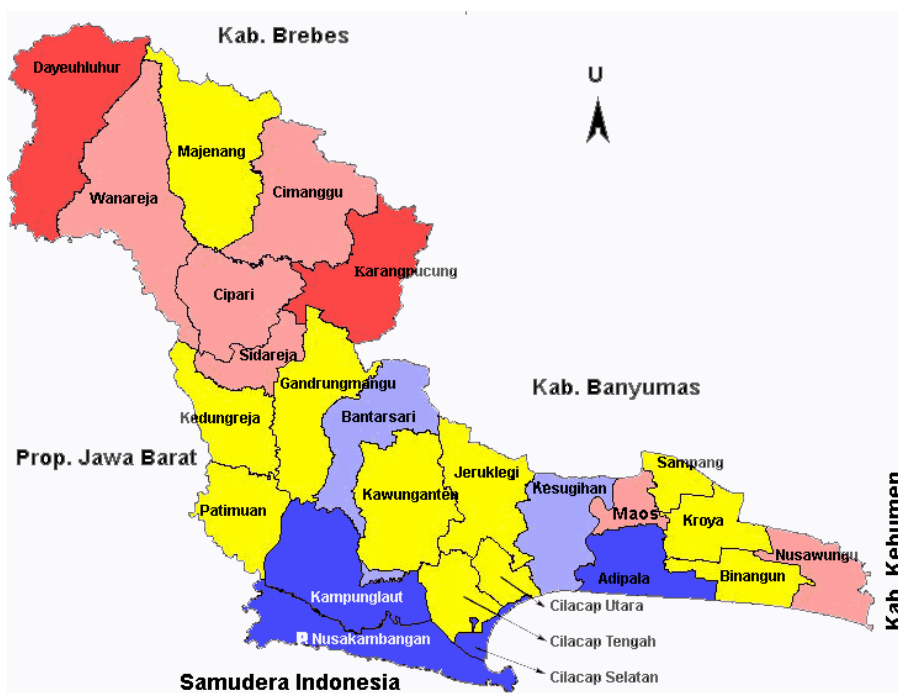 Kab. Brebes
Dayeuhluhur
U
Majenang
Wanareja
Cimanggu
Karangpucung
Cipari
Sidareja
Gandrungmangu
Kab. Banyumas
Kedungreja
Bantarsari
Prop. Jawa Barat
Jeruklegi
Sampang
Kawunganten
Kesugihan
Patimuan
Maos
Kroya
Kab. Kebumen
Nusawungu
Adipala
Binangun
Kampunglaut
Cilacap Utara
Nusakambangan
Cilacap Tengah
Cilacap Selatan
Samudera Indonesia